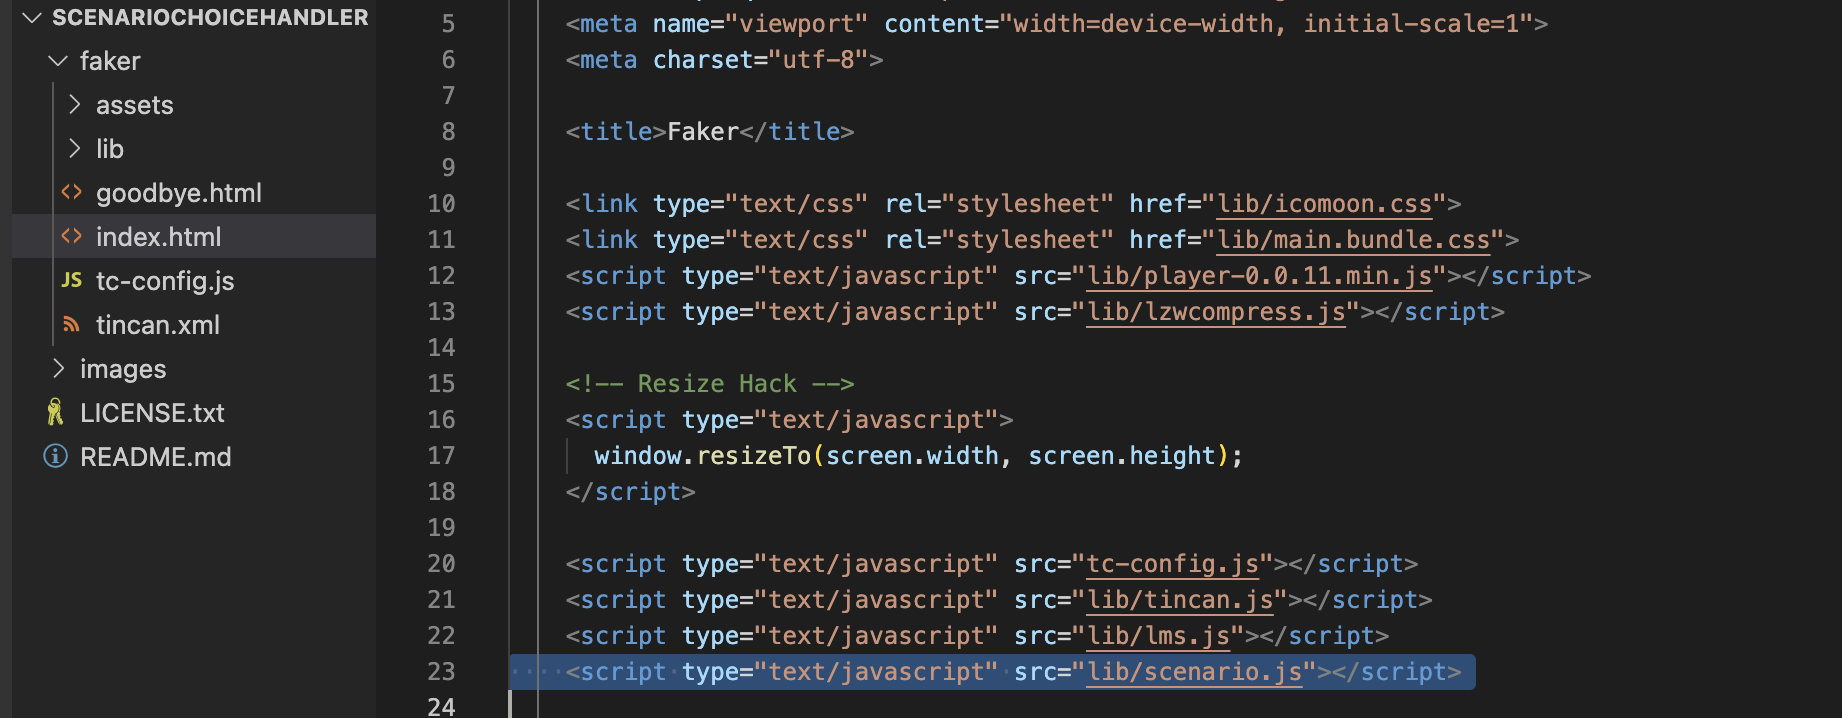 SCENARIOCHOICEHANDLER
faker
assets
lib
goodbye.html
index.html
JS tc-config.js
tincan.xml
images
LICENSE.txt
README.md
5 <meta name="viewport" content="width=device-width, initial-scale=1">
6 <meta charset="utf-8">
7
8 <title>Faker</title>
9
10 <link type="text/css" rel="stylesheet" href="lib/icomoon.css">
11 <link type="text/css" rel="stylesheet" href="lib/main.bundle.css">
12 <script type="text/javascript" src="lib/player-0.0.11.min.js"></script>
13 <script type="text/javascript" src="lib/lzwcompress.js"></script>
14
15 <!-- Resize Hack -->
16 <script type="text/javascript">
17 window.resizeTo(screen.width, screen.height);
18 </script>
19
20 <script type="text/javascript" src="tc-config.js"></script>
21 <script type="text/javascript" src="lib/tincan.js"></script>
22 <script type="text/javascript" src="lib/lms.js"></script>
23 <script type="text/javascript" src="lib/scenario.js"></script>
24